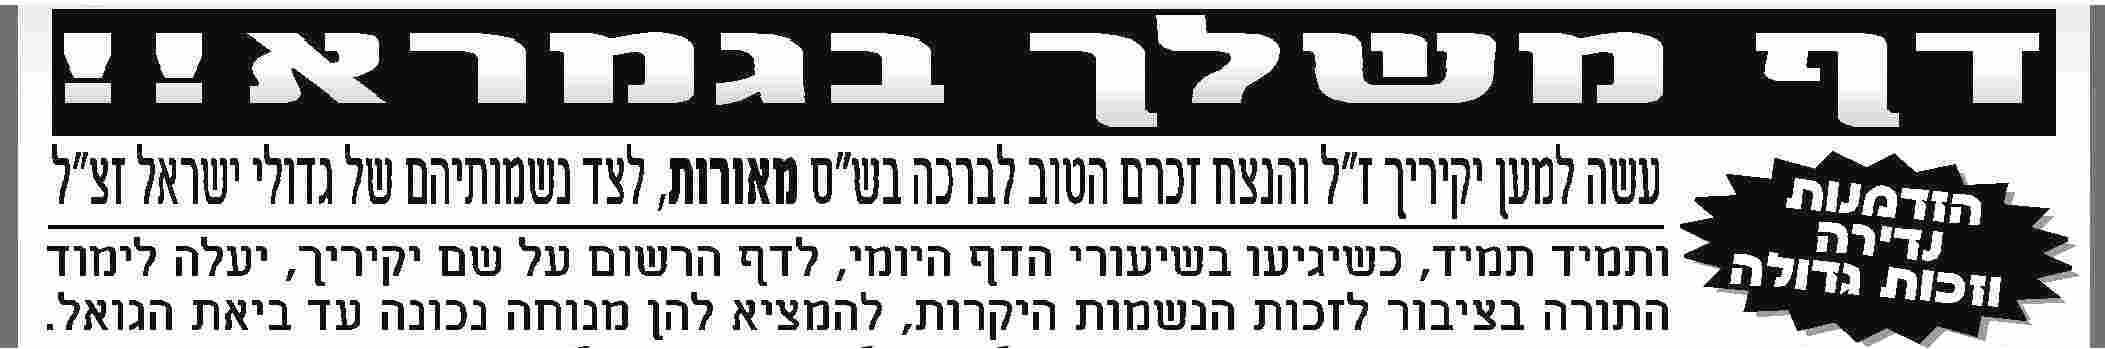 דף משלך בגמרא!!
עשה למען יקיריך ז"ל והנצח זכרם הטוב לברכה בש"ס מאורות, לצד נשמותיהם של גדולי ישראל זצ"ל
הזדמנות
נדירה
וזכות גדולה
ותמיד תמיד, כשיגיעו בשיעורי הדף היומי, לדף הרשום על שם יקיריך, יעלה לימוד
התורה בציבור לזכות הנשמות היקרות, להמציא להן מנוחה נכונה עד ביאת הגואל.